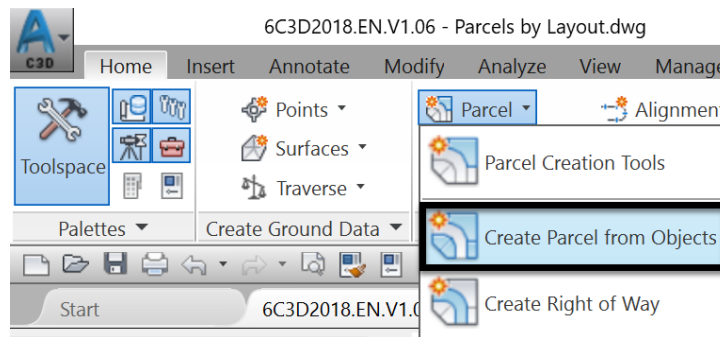 6C3D2018.EN.V1.06 - Parcels by Layout.dwg
C3D
Home Insert Annotate Modify Analyze View Manage
Points Parcel Alignment
Surfaces
Toolspace
Traverse
Parcel Creation Tools
Palettes Create Ground Data
Create Parcel from Objects
Start 6C3D2018.EN.V1.0
Create Right of Way